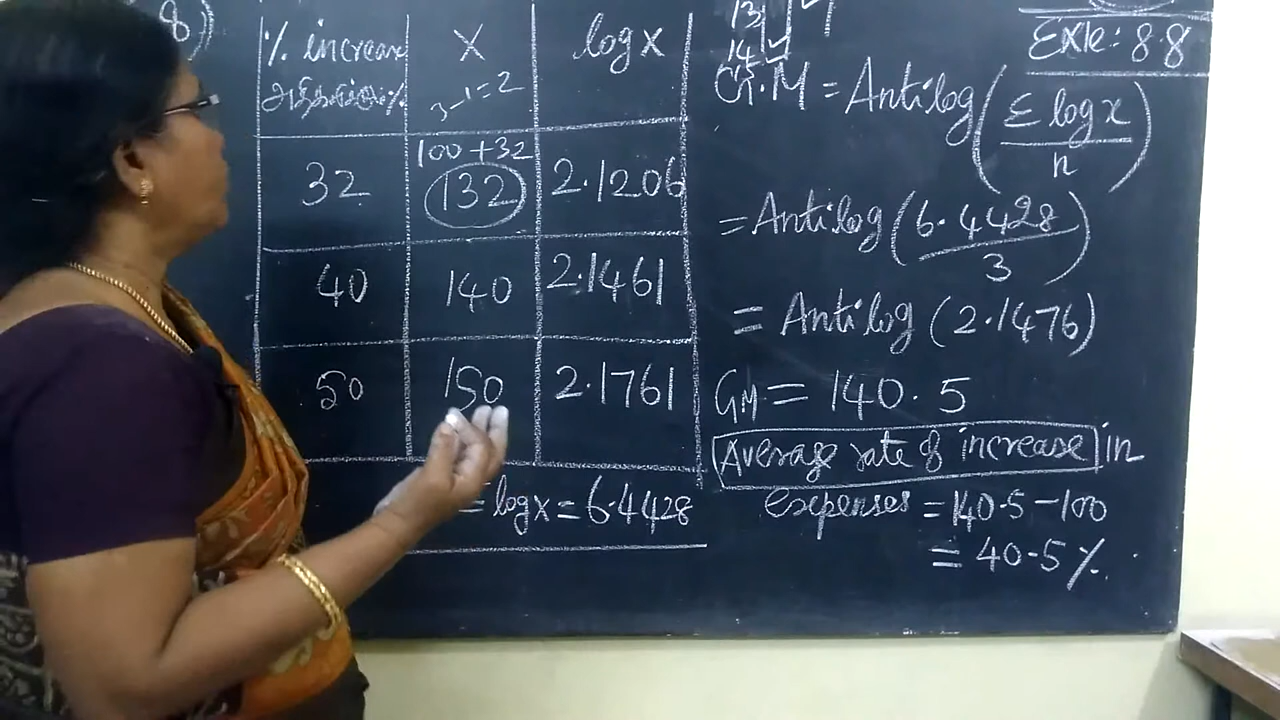 8)
% increase X log x
3-1=2
100 + 32
32 132 2.1206
40 140 2.1461
50 150 2.1761
= log x = 6.4428
13
14
Exle: 8.8
G.M = Antilog (Σ log x / n)
= Antilog (6.4428 / 3)
= Antilog (2.1476)
GM = 140.5
Average rate of increase in
expenses = 140.5 - 100
= 40.5 %.